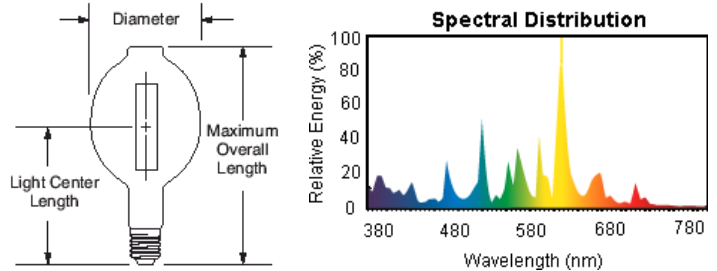 Diameter
Maximum
Overall
Length
Light Center
Length
Spectral Distribution
Relative Energy (%)
100
80
60
40
20
0
380 480 580 680 780
Wavelength (nm)